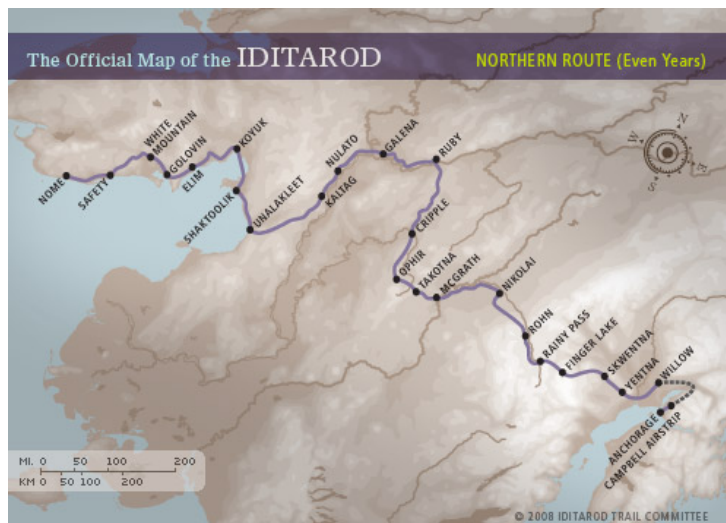 The Official Map of the IDITAROD
NORTHERN ROUTE (Even Years)
NOME
SAFETY
WHITE
MOUNTAIN
GOLOVIN
ELIM
KOYUK
SHAKTOOLIK
UNALAKLEET
KALTAG
NULATO
GALENA
RUBY
CRIPPLE
OPHIR
TAKOTNA
MCGRATH
NIKOLAI
ROHN
RAINY PASS
FINGER LAKE
SKWENTNA
YENTNA
WILLOW
ANCHORAGE
CAMPBELL AIRSTRIP
N
W
E
S
MI. 0 50 100 200
KM 0 50 100 200
© 2008 IDITAROD TRAIL COMMITTEE